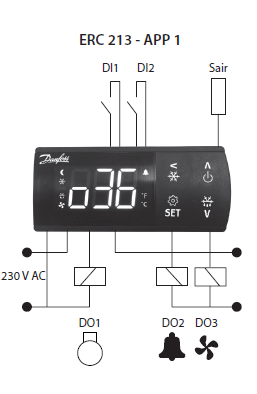 ERC 213 - APP 1
DI1 DI2 Sair
Danfoss
o36
°F
°C
SET
230 V AC
DO1 DO2 DO3